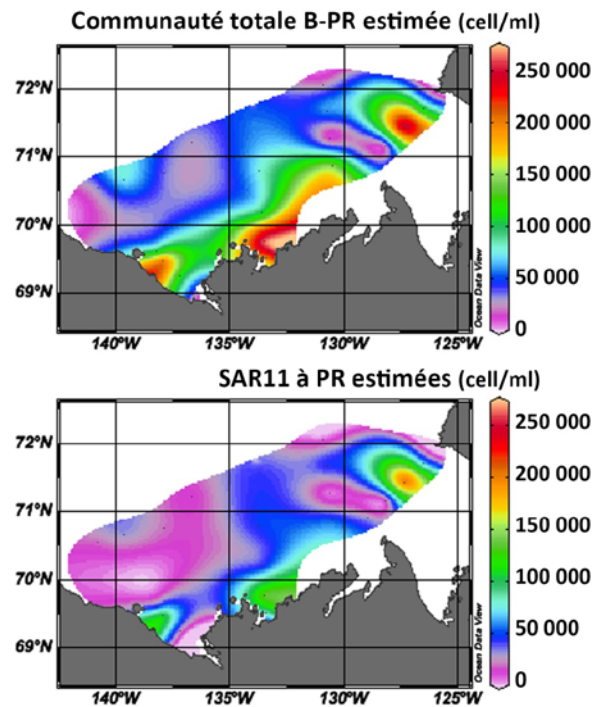 Communauté totale B-PR estimée (cell/ml)
72°N
71°N
70°N
69°N
140°W
135°W
130°W
125°W
250 000
200 000
150 000
100 000
50 000
0
Ocean Data View
SAR11 à PR estimées (cell/ml)
72°N
71°N
70°N
69°N
140°W
135°W
130°W
125°W
250 000
200 000
150 000
100 000
50 000
0
Ocean Data View